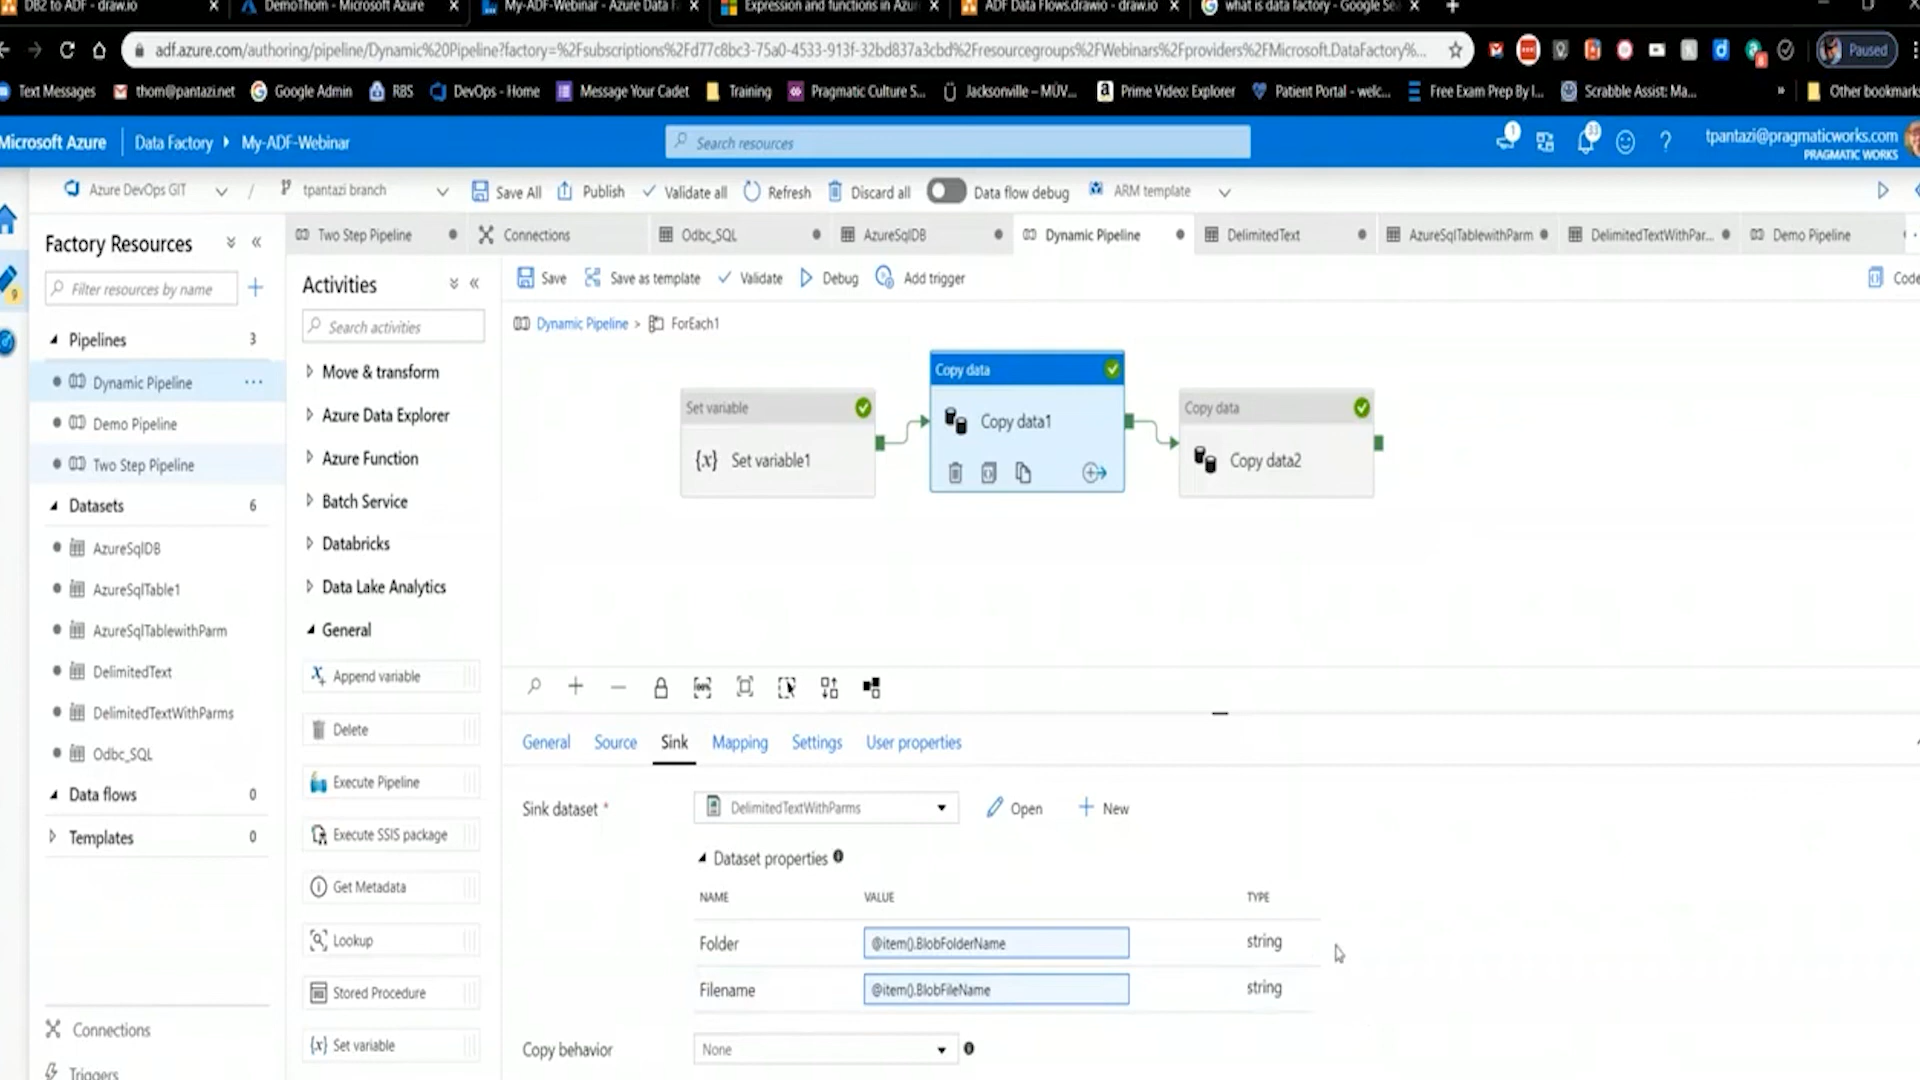 DB2 to ADF - draw.io
DemoThom - Microsoft Azure
My-ADF-Webinar - Azure Data F
Expression and functions in Azur
ADF Data Flows.drawio - draw.io
what is data factory - Google Se
adf.azure.com/authoring/pipeline/Dynamic%20Pipeline?factory=%2Fsubscriptions%2Fd77c8bc3-75a0-4533-913f-32bd837a3cbd%2Fresourcegroups%2FWebinars%2Fproviders%2FMicrosoft.DataFactory%...
Paused
Text Messages
thom@pantazi.net
Google Admin
RBS
DevOps - Home
Message Your Cadet
Training
Pragmatic Culture S...
Jacksonville – MÜV...
Prime Video: Explorer
Patient Portal - welc...
Free Exam Prep By I...
Scrabble Assist: Ma...
»
Other bookmarks
Microsoft Azure
Data Factory
My-ADF-Webinar
Search resources
1
33
?
tpantazi@pragmaticworks.com
PRAGMATIC WORKS
Azure DevOps GIT
/
tpantazi branch
Save All
Publish
Validate all
Refresh
Discard all
Data flow debug
ARM template
Factory Resources
Filter resources by name
9
Pipelines 3
Dynamic Pipeline ...
Demo Pipeline
Two Step Pipeline
Datasets 6
AzureSqlDB
AzureSqlTable1
AzureSqlTablewithParm
DelimitedText
DelimitedTextWithParms
Odbc_SQL
Data flows 0
Templates 0
Connections
Triggers
Two Step Pipeline
Connections
Odbc_SQL
AzureSqlDB
Dynamic Pipeline
DelimitedText
AzureSqlTablewithParm
DelimitedTextWithPar...
Demo Pipeline
Activities
Search activities
Move & transform
Azure Data Explorer
Azure Function
Batch Service
Databricks
Data Lake Analytics
General
Append variable
Delete
Execute Pipeline
Execute SSIS package
Get Metadata
Lookup
Stored Procedure
{x} Set variable
Save
Save as template
Validate
Debug
Add trigger
Code
Dynamic Pipeline > ForEach1
Set variable
{x} Set variable1
Copy data
Copy data1
Copy data
Copy data2
General
Source
Sink
Mapping
Settings
User properties
Sink dataset *
DelimitedTextWithParms
Open
New
Dataset properties
NAME VALUE TYPE
Folder @item().BlobFolderName string
Filename @item().BlobFileName string
Copy behavior
None